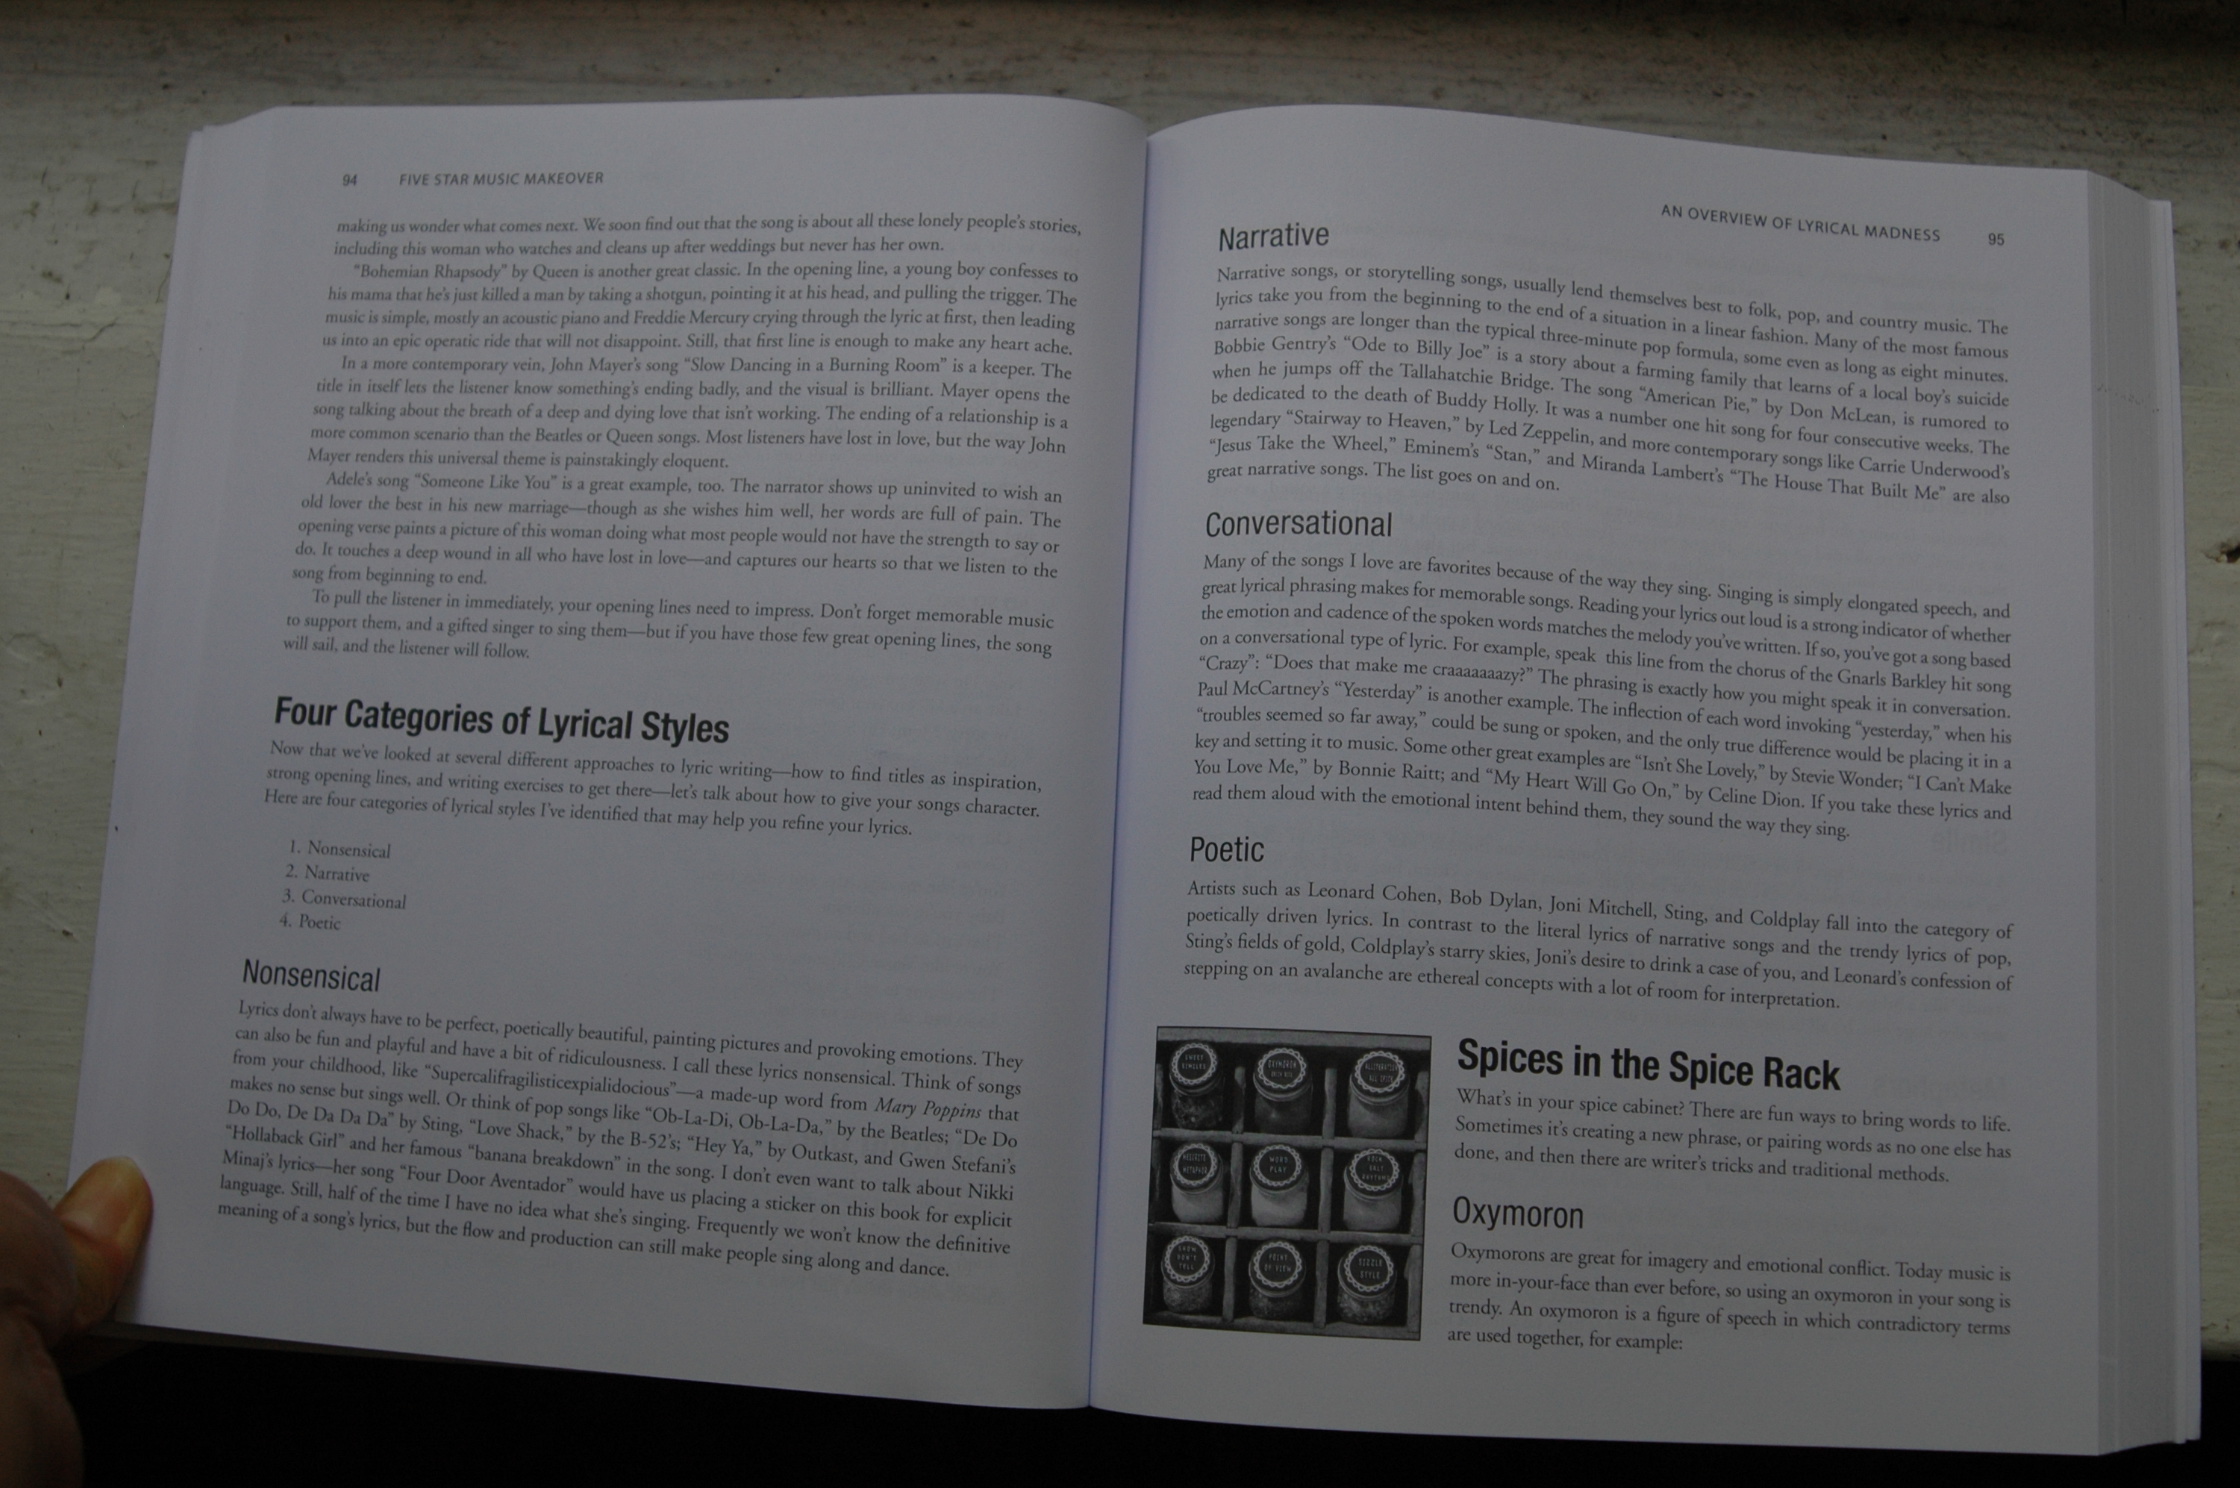 94 FIVE STAR MUSIC MAKEOVER
making us wonder what comes next. We soon find out that the song is about all these lonely people's stories,
including this woman who watches and cleans up after weddings but never has her own.
"Bohemian Rhapsody" by Queen is another great classic. In the opening line, a young boy confesses to
his mama that he's just killed a man by taking a shotgun, pointing it at his head, and pulling the trigger. The
music is simple, mostly an acoustic piano and Freddie Mercury crying through the lyric at first, then leading
us into an epic operatic ride that will not disappoint. Still, that first line is enough to make any heart ache.
In a more contemporary vein, John Mayer's song "Slow Dancing in a Burning Room" is a keeper. The
title in itself lets the listener know something's ending badly, and the visual is brilliant. Mayer opens the
song talking about the breath of a deep and dying love that isn't working. The ending of a relationship is a
more common scenario than the Beatles or Queen songs. Most listeners have lost in love, but the way John
Mayer renders this universal theme is painstakingly eloquent.
Adele's song "Someone Like You" is a great example, too. The narrator shows up uninvited to wish an
old lover the best in his new marriage—though as she wishes him well, her words are full of pain. The
opening verse paints a picture of this woman doing what most people would not have the strength to say or
do. It touches a deep wound in all who have lost in love—and captures our hearts so that we listen to the
song from beginning to end.
To pull the listener in immediately, your opening lines need to impress. Don't forget memorable music
to support them, and a gifted singer to sing them—but if you have those few great opening lines, the song
will sail, and the listener will follow.
Four Categories of Lyrical Styles
Now that we've looked at several different approaches to lyric writing—how to find titles as inspiration,
strong opening lines, and writing exercises to get there—let's talk about how to give your songs character.
Here are four categories of lyrical styles I've identified that may help you refine your lyrics.
1. Nonsensical
2. Narrative
3. Conversational
4. Poetic
Nonsensical
Lyrics don't always have to be perfect, poetically beautiful, painting pictures and provoking emotions. They
can also be fun and playful and have a bit of ridiculousness. I call these lyrics nonsensical. Think of songs
from your childhood, like "Supercalifragilisticexpialidocious"—a made-up word from Mary Poppins that
makes no sense but sings well. Or think of pop songs like "Ob-La-Di, Ob-La-Da," by the Beatles; "De Do
Do Do, De Da Da Da" by Sting, "Love Shack," by the B-52's; "Hey Ya," by Outkast, and Gwen Stefani's
"Hollaback Girl" and her famous "banana breakdown" in the song. I don't even want to talk about Nikki
Minaj's lyrics—her song "Four Door Aventador" would have us placing a sticker on this book for explicit
language. Still, half of the time I have no idea what she's singing. Frequently we won't know the definitive
meaning of a song's lyrics, but the flow and production can still make people sing along and dance.
AN OVERVIEW OF LYRICAL MADNESS 95
Narrative
Narrative songs, or storytelling songs, usually lend themselves best to folk, pop, and country music. The
lyrics take you from the beginning to the end of a situation in a linear fashion. Many of the most famous
narrative songs are longer than the typical three-minute pop formula, some even as long as eight minutes.
Bobbie Gentry's "Ode to Billy Joe" is a story about a farming family that learns of a local boy's suicide
when he jumps off the Tallahatchie Bridge. The song "American Pie," by Don McLean, is rumored to
be dedicated to the death of Buddy Holly. It was a number one hit song for four consecutive weeks. The
legendary "Stairway to Heaven," by Led Zeppelin, and more contemporary songs like Carrie Underwood's
"Jesus Take the Wheel," Eminem's "Stan," and Miranda Lambert's "The House That Built Me" are also
great narrative songs. The list goes on and on.
Conversational
Many of the songs I love are favorites because of the way they sing. Singing is simply elongated speech, and
great lyrical phrasing makes for memorable songs. Reading your lyrics out loud is a strong indicator of whether
the emotion and cadence of the spoken words matches the melody you've written. If so, you've got a song based
on a conversational type of lyric. For example, speak this line from the chorus of the Gnarls Barkley hit song
"Crazy": "Does that make me craaaaaaazy?" The phrasing is exactly how you might speak it in conversation.
Paul McCartney's "Yesterday" is another example. The inflection of each word invoking "yesterday," when his
"troubles seemed so far away," could be sung or spoken, and the only true difference would be placing it in a
key and setting it to music. Some other great examples are "Isn't She Lovely," by Stevie Wonder; "I Can't Make
You Love Me," by Bonnie Raitt; and "My Heart Will Go On," by Celine Dion. If you take these lyrics and
read them aloud with the emotional intent behind them, they sound the way they sing.
Poetic
Artists such as Leonard Cohen, Bob Dylan, Joni Mitchell, Sting, and Coldplay fall into the category of
poetically driven lyrics. In contrast to the literal lyrics of narrative songs and the trendy lyrics of pop,
Sting's fields of gold, Coldplay's starry skies, Joni's desire to drink a case of you, and Leonard's confession of
stepping on an avalanche are ethereal concepts with a lot of room for interpretation.
WORD
PLAY
SHOW
DON'T
TELL
POINT
OF VIEW
SIZZLE
STYLE
Spices in the Spice Rack
What's in your spice cabinet? There are fun ways to bring words to life.
Sometimes it's creating a new phrase, or pairing words as no one else has
done, and then there are writer's tricks and traditional methods.
Oxymoron
Oxymorons are great for imagery and emotional conflict. Today music is
more in-your-face than ever before, so using an oxymoron in your song is
trendy. An oxymoron is a figure of speech in which contradictory terms
are used together, for example: